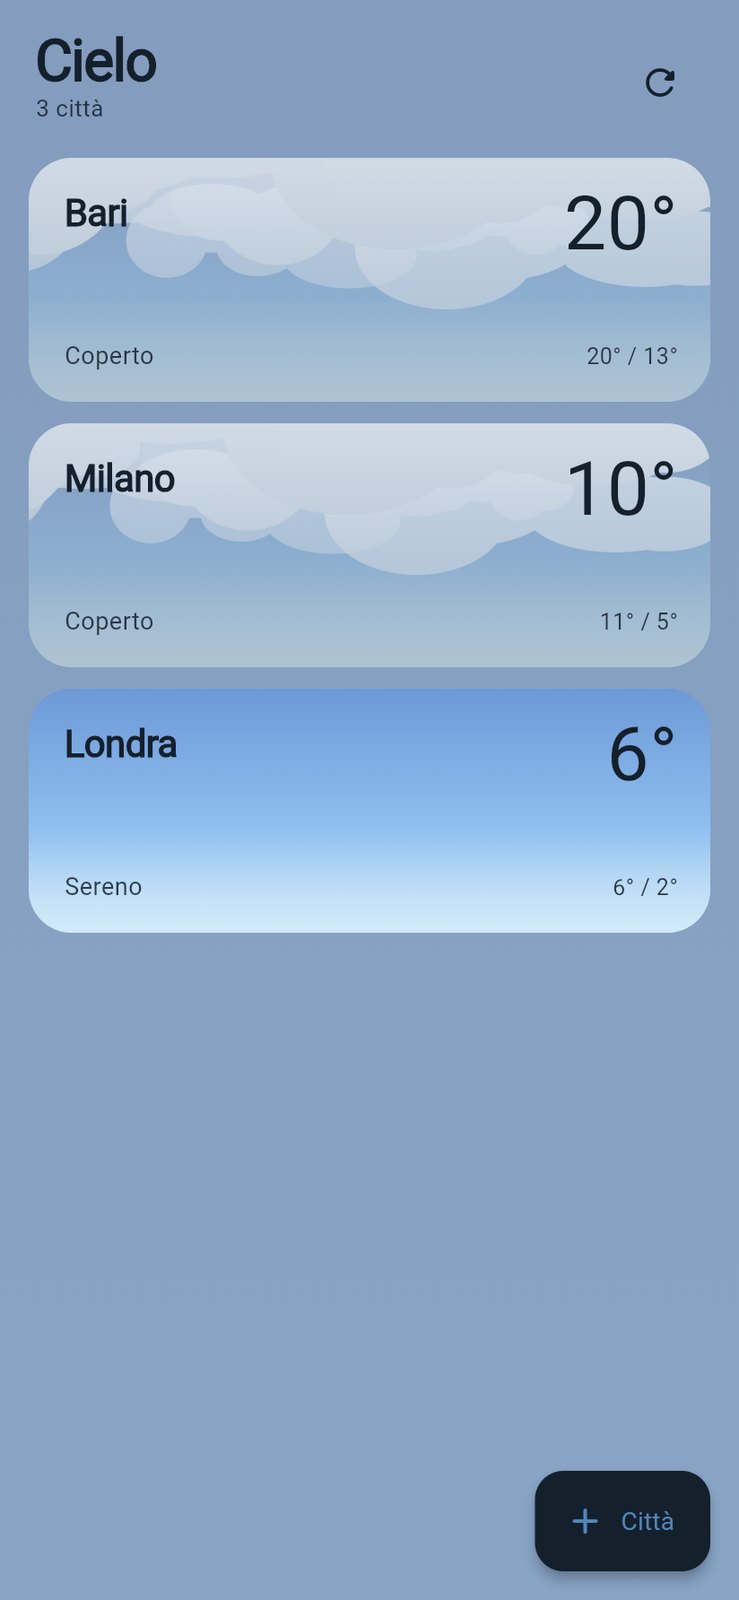 Cielo
3 città
Bari
20°
Coperto
20° / 13°
Milano
10°
Coperto
11° / 5°
Londra
6°
Sereno
6° / 2°
Città